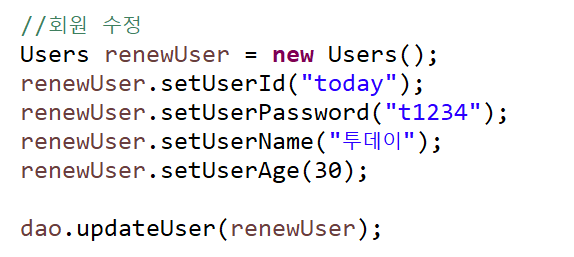 //회원 수정
Users renewUser = new Users();
renewUser.setUserId("today");
renewUser.setUserPassword("t1234");
renewUser.setUserName("투데이");
renewUser.setUserAge(30);
dao.updateUser(renewUser);